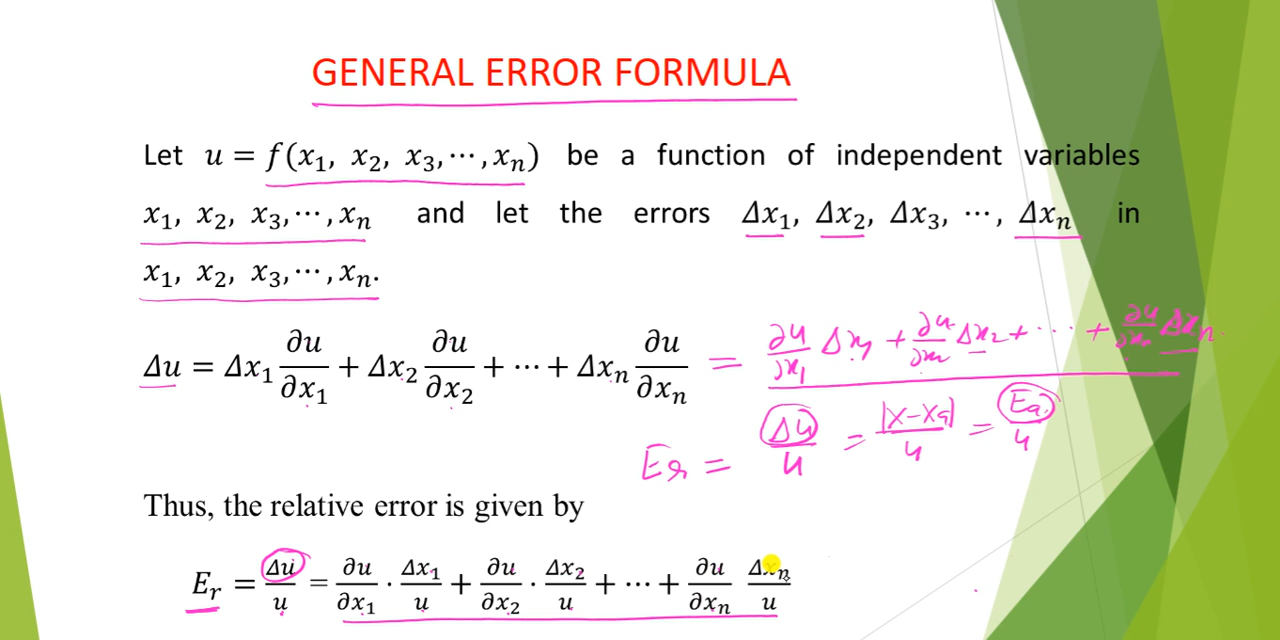 GENERAL ERROR FORMULA
Let u = f(x₁, x₂, x₃, ⋯, xₙ) be a function of independent variables
x₁, x₂, x₃, ⋯, xₙ and let the errors Δx₁, Δx₂, Δx₃, ⋯, Δxₙ in
x₁, x₂, x₃, ⋯, xₙ.
Δu = Δx₁ ∂u/∂x₁ + Δx₂ ∂u/∂x₂ + ⋯ + Δxₙ ∂u/∂xₙ = ∂u/∂x₁ Δx₁ + ∂u/∂x₂ Δx₂ + ⋯ + ∂u/∂xₙ Δxₙ
Er = Δu/u = |X−Xa|/u = Ea/u
Thus, the relative error is given by
Eᵣ = Δu/u = ∂u/∂x₁ · Δx₁/u + ∂u/∂x₂ · Δx₂/u + ⋯ + ∂u/∂xₙ Δxₙ/u